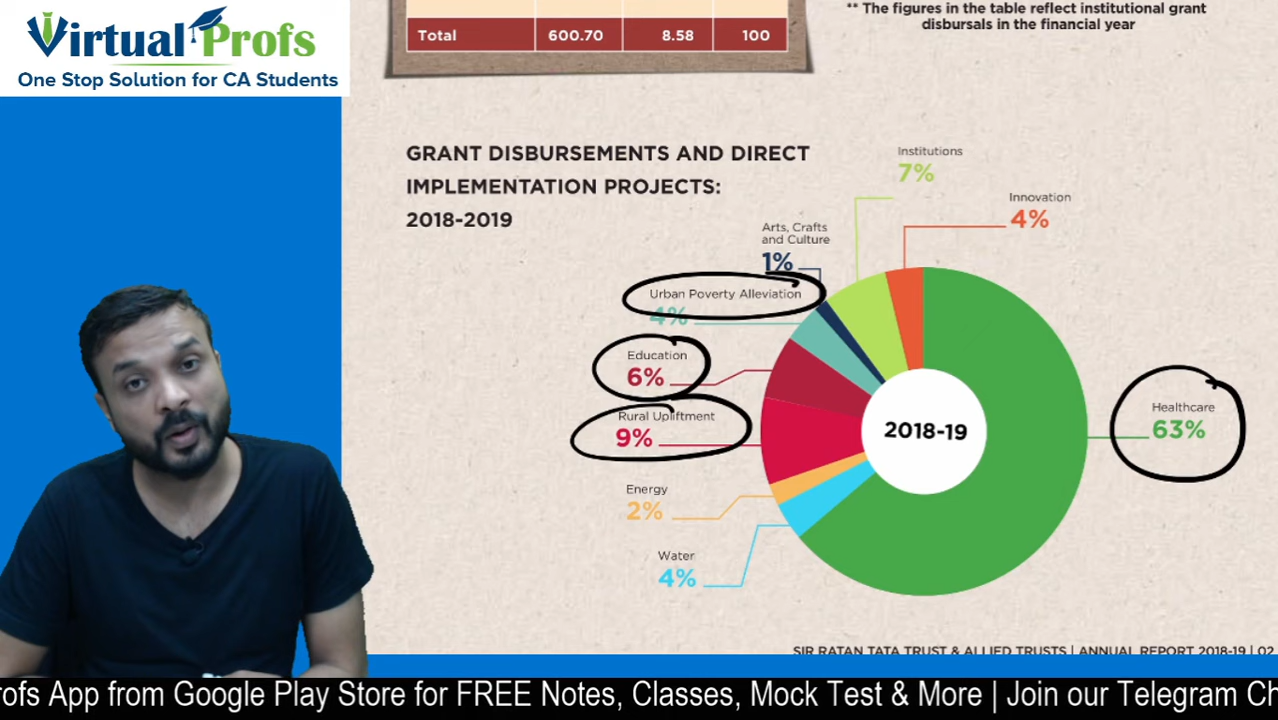 Virtual Profs
One Stop Solution for CA Students
Total 600.70 8.58 100
** The figures in the table reflect institutional grant
disbursals in the financial year
GRANT DISBURSEMENTS AND DIRECT
IMPLEMENTATION PROJECTS:
2018-2019
Institutions
7%
Innovation
4%
Arts, Crafts
and Culture
1%
Urban Poverty Alleviation
4%
Education
6%
Rural Upliftment
9%
Energy
2%
Water
4%
2018-19
Healthcare
63%
SIR RATAN TATA TRUST & ALLIED TRUSTS | ANNUAL REPORT 2018-19 | 02
rofs App from Google Play Store for FREE Notes, Classes, Mock Test & More | Join our Telegram Ch